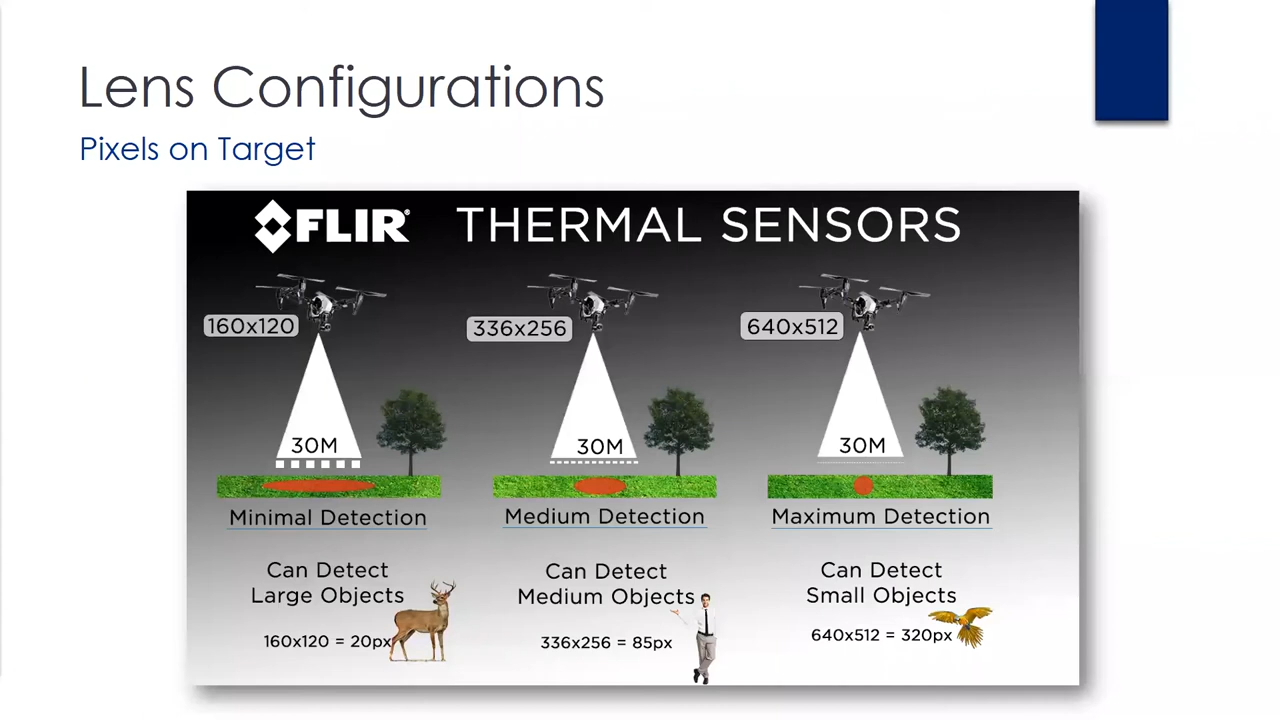 Lens Configurations
Pixels on Target
FLIR® THERMAL SENSORS
160x120
336x256
640x512
30M
30M
30M
Minimal Detection
Medium Detection
Maximum Detection
Can Detect
Large Objects
160x120 = 20px
Can Detect
Medium Objects
336x256 = 85px
Can Detect
Small Objects
640x512 = 320px